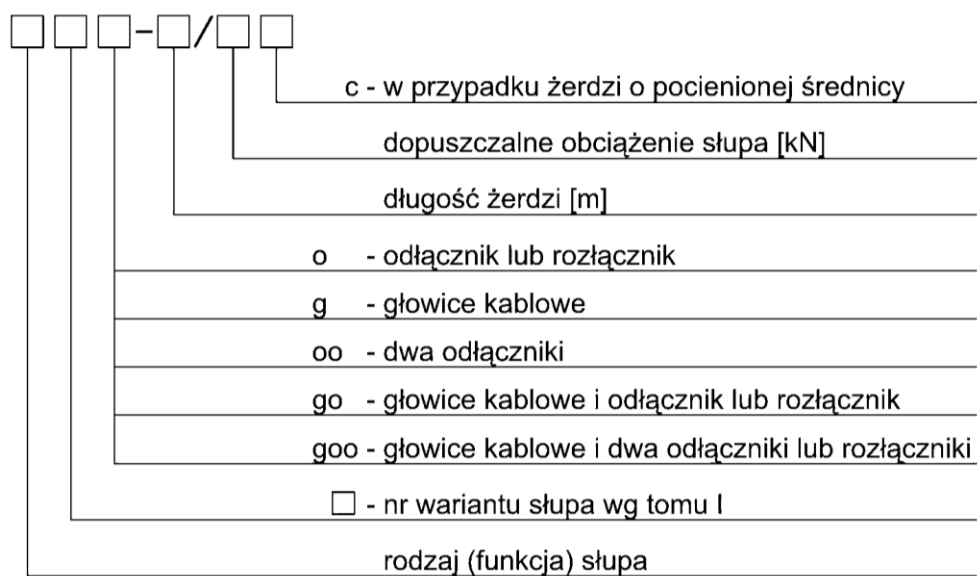 □□□-□/□□
c - w przypadku żerdzi o pocienionej średnicy
dopuszczalne obciążenie słupa [kN]
długość żerdzi [m]
o - odłącznik lub rozłącznik
g - głowice kablowe
oo - dwa odłączniki
go - głowice kablowe i odłącznik lub rozłącznik
goo - głowice kablowe i dwa odłączniki lub rozłączniki
□ - nr wariantu słupa wg tomu I
rodzaj (funkcja) słupa